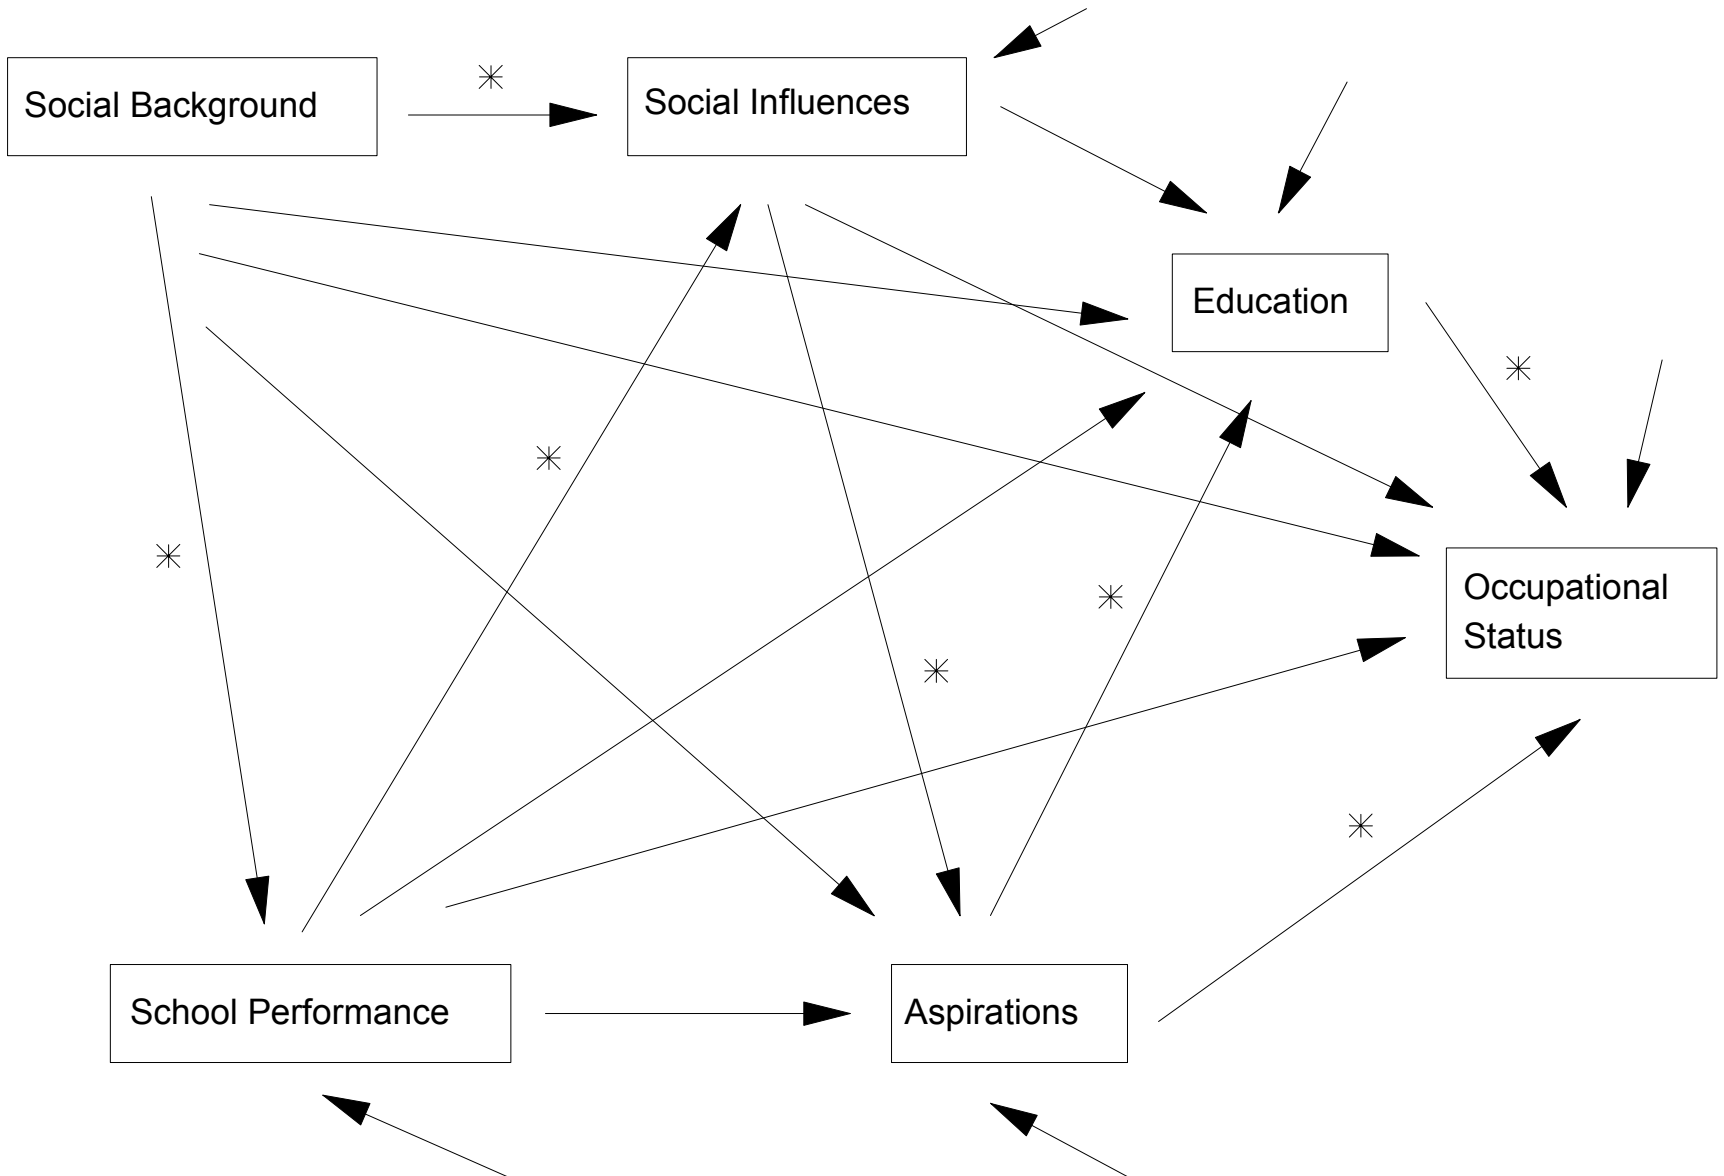 Social Background
Social Influences
Education
Occupational
Status
School Performance
Aspirations